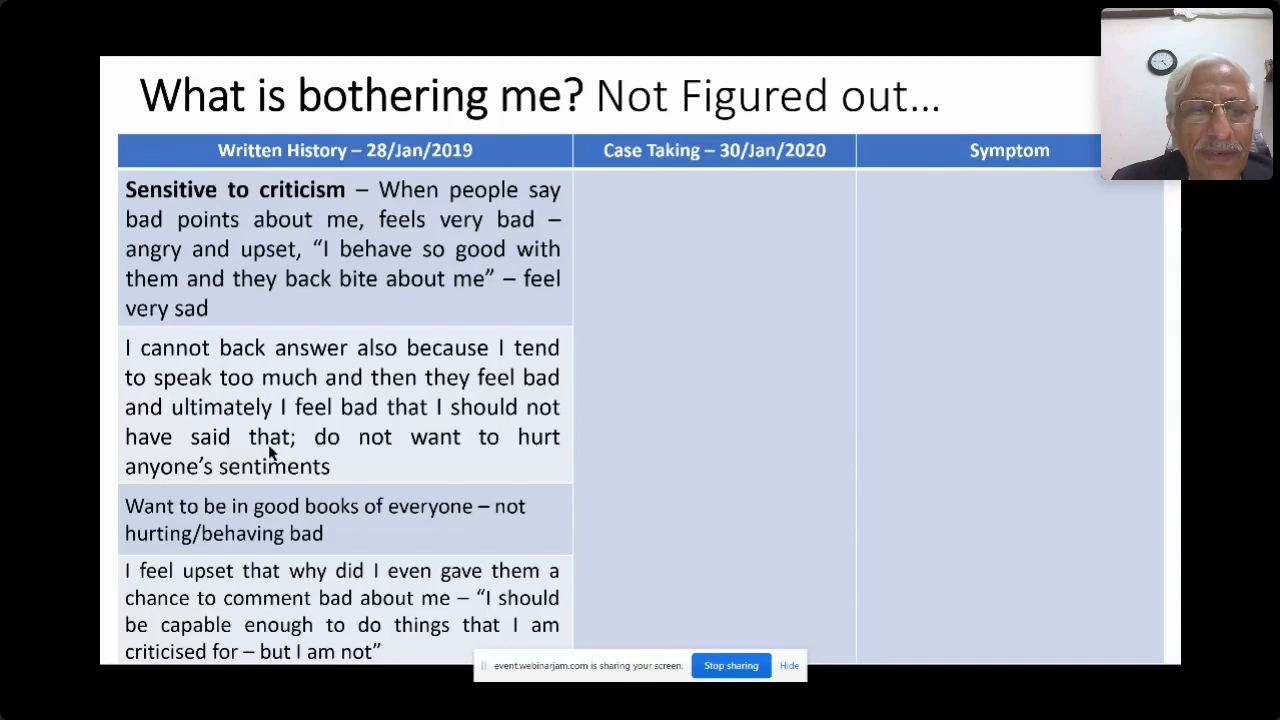 What is bothering me? Not Figured out...
Written History – 28/Jan/2019
Case Taking – 30/Jan/2020
Symptom
Sensitive to criticism – When people say
bad points about me, feels very bad –
angry and upset, “I behave so good with
them and they back bite about me” – feel
very sad
I cannot back answer also because I tend
to speak too much and then they feel bad
and ultimately I feel bad that I should not
have said that; do not want to hurt
anyone’s sentiments
Want to be in good books of everyone – not
hurting/behaving bad
I feel upset that why did I even gave them a
chance to comment bad about me – “I should
be capable enough to do things that I am
criticised for – but I am not”
event.webinarjam.com is sharing your screen.
Stop sharing
Hide